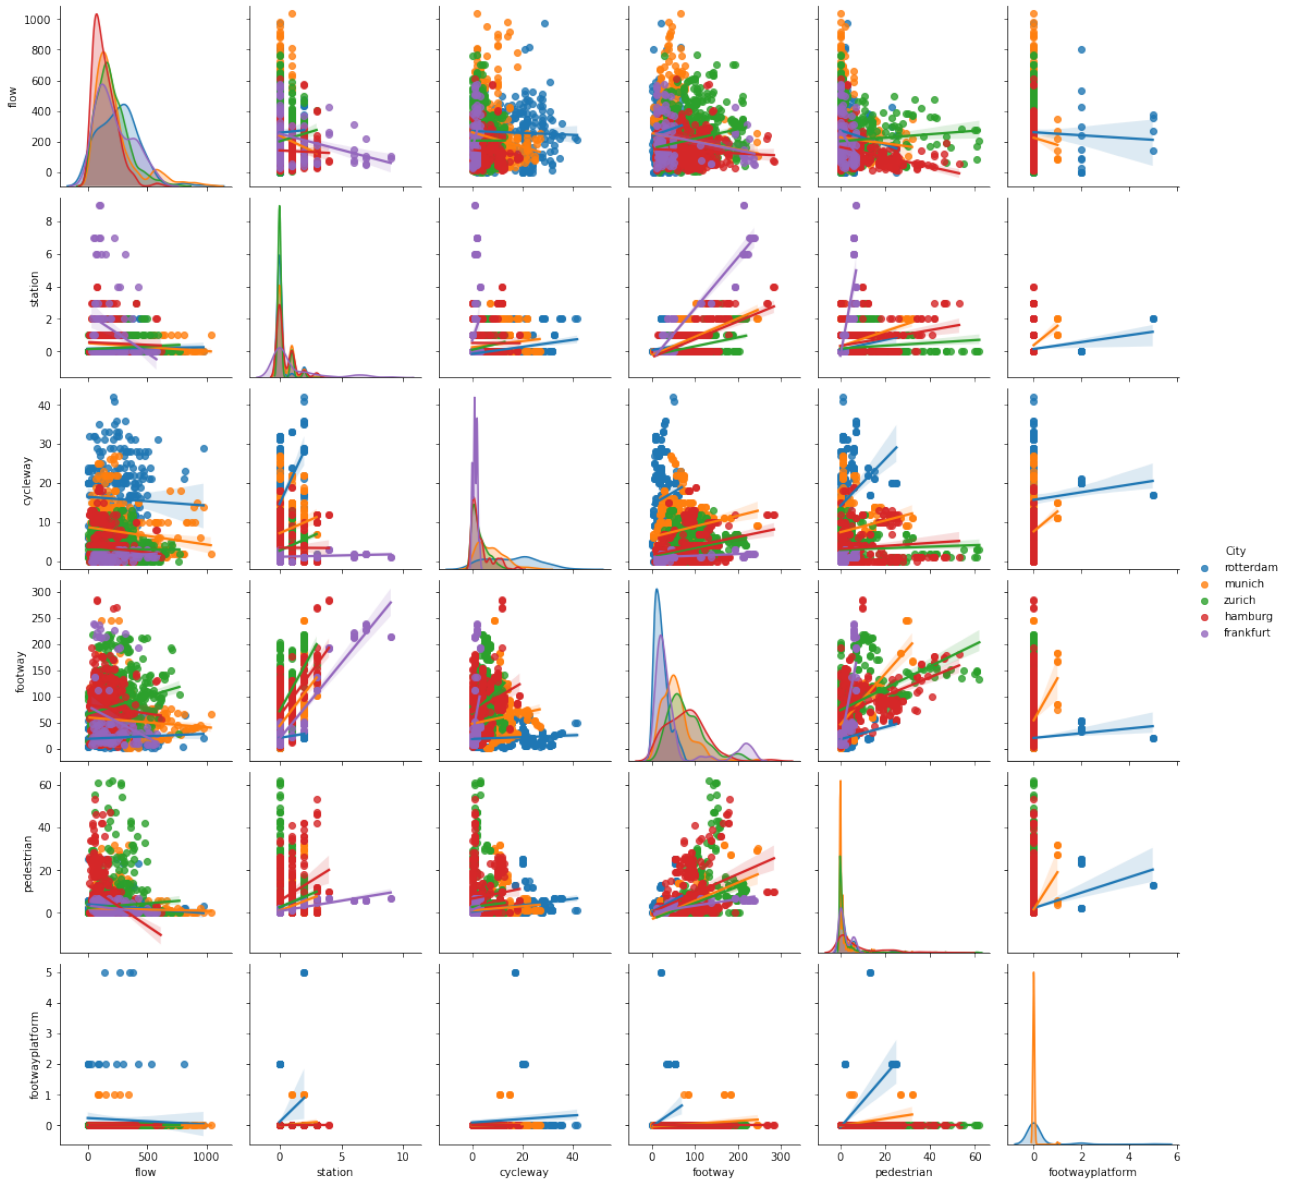 1000
800
600
400
200
0
flow
8
6
4
2
0
station
40
30
20
10
0
cycleway
City
rotterdam
munich
zurich
hamburg
frankfurt
300
250
200
150
100
50
0
footway
60
40
20
0
pedestrian
5
4
3
2
1
0
footwayplatform
0 500 1000 0 5 10 0 20 40 0 100 200 300 0 20 40 60 0 2 4 6
flow station cycleway footway pedestrian footwayplatform